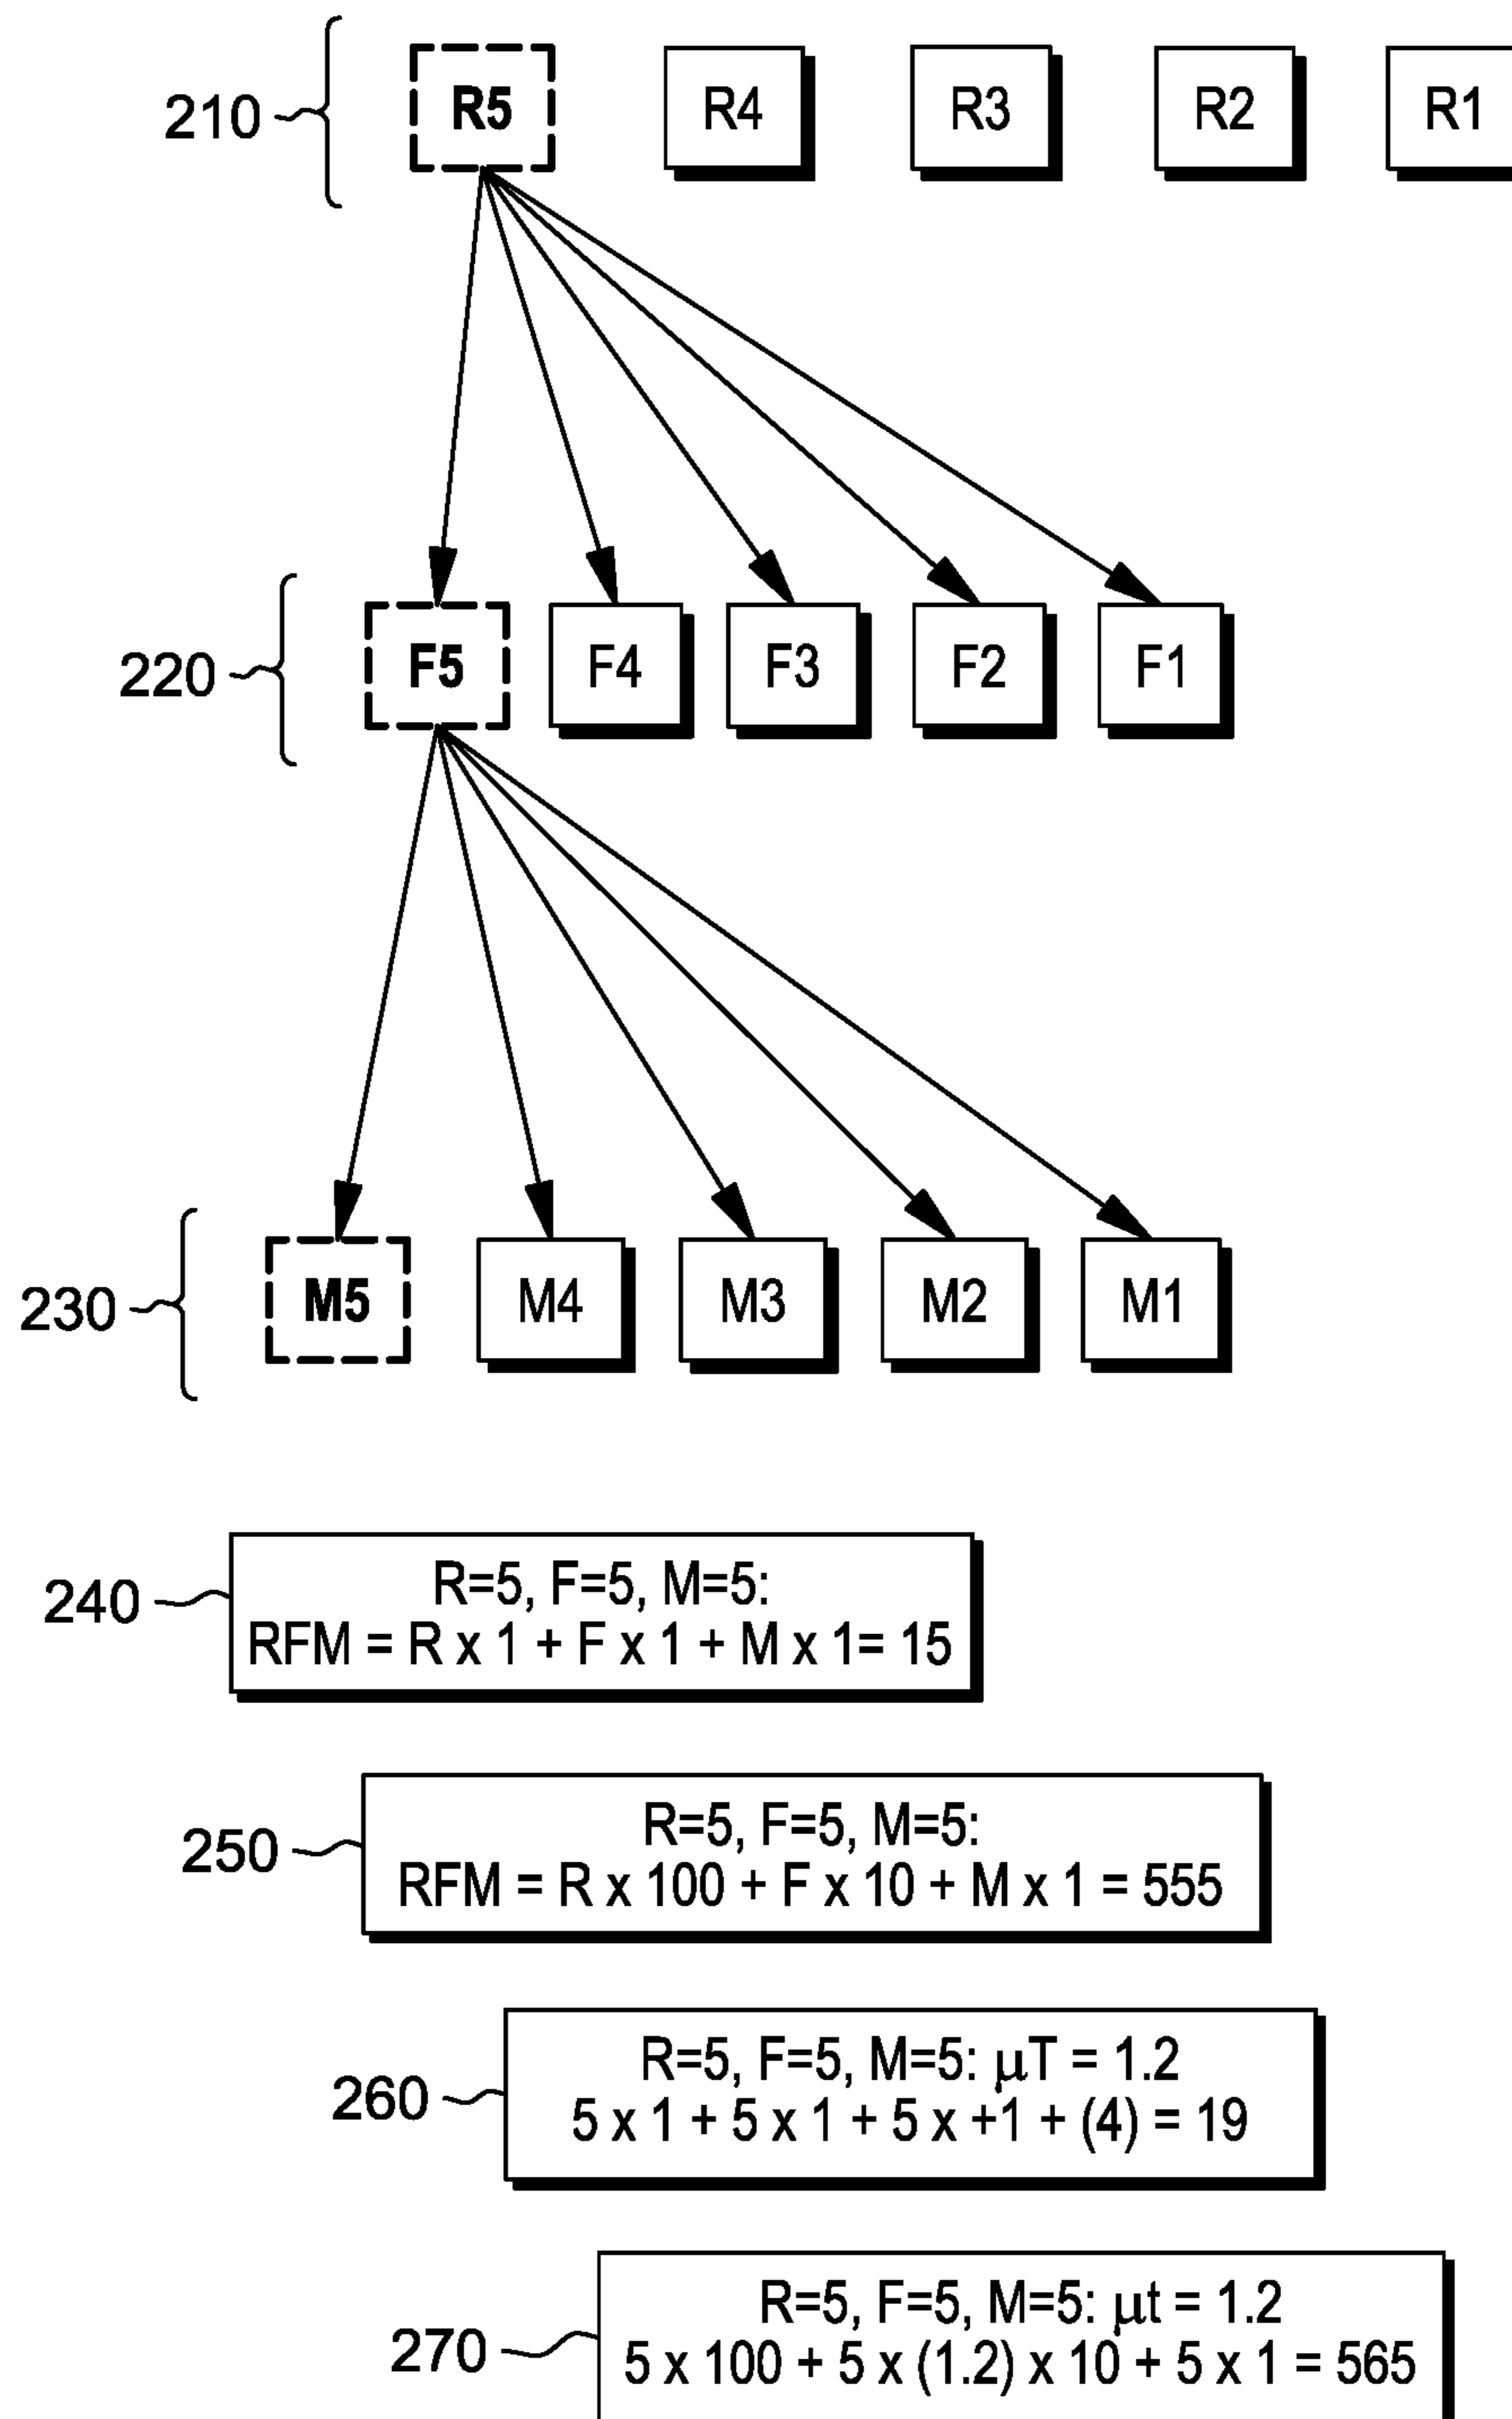 210 R5 R4 R3 R2 R1
220 F5 F4 F3 F2 F1
230 M5 M4 M3 M2 M1
240
R=5, F=5, M=5:
RFM = R x 1 + F x 1 + M x 1= 15
250
R=5, F=5, M=5:
RFM = R x 100 + F x 10 + M x 1 = 555
260
R=5, F=5, M=5: μT = 1.2
5 x 1 + 5 x 1 + 5 x +1 + (4) = 19
270
R=5, F=5, M=5: μt = 1.2
5 x 100 + 5 x (1.2) x 10 + 5 x 1 = 565